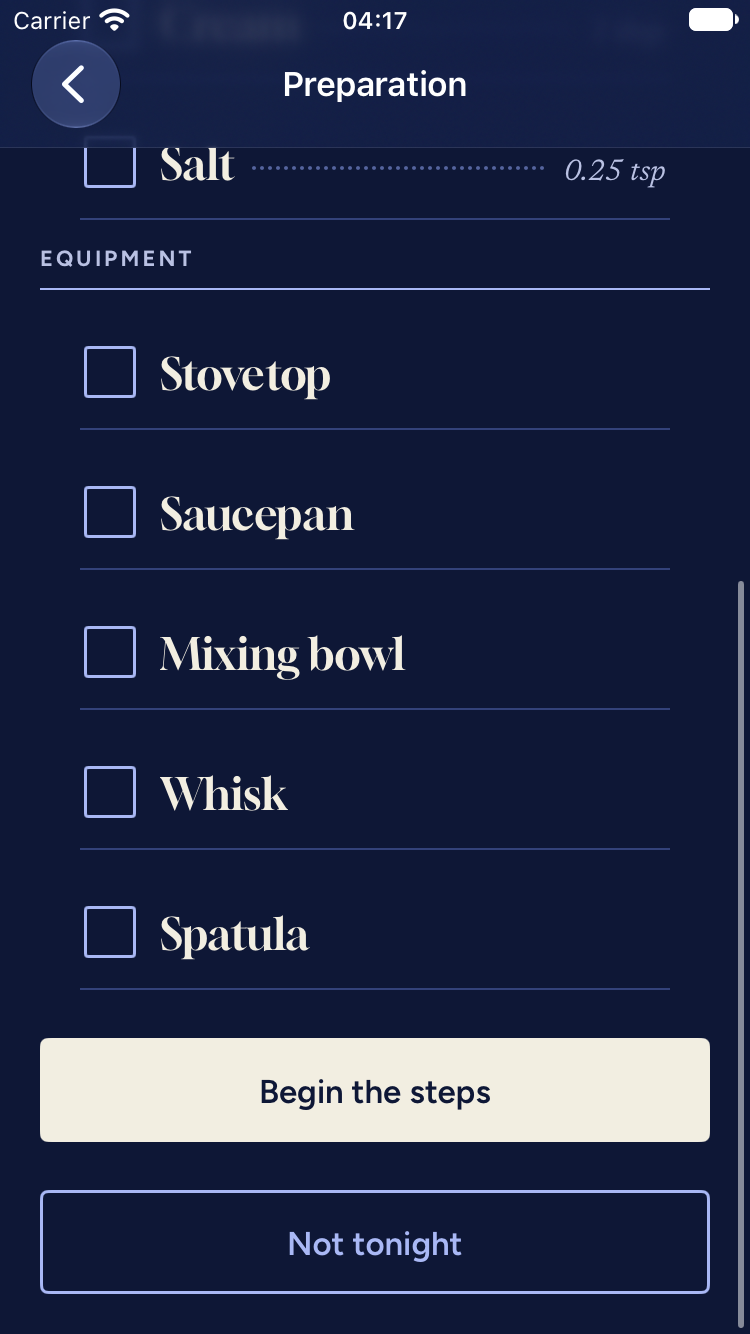 Carrier 04:17
Preparation
Salt 0.25 tsp
EQUIPMENT
Stovetop
Saucepan
Mixing bowl
Whisk
Spatula
Begin the steps
Not tonight